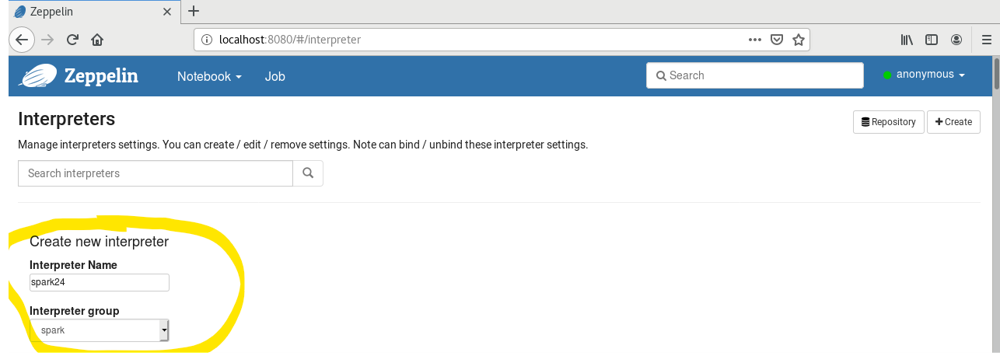 Zeppelin
localhost:8080/#/interpreter
Zeppelin Notebook Job Search anonymous
Interpreters
Repository Create
Manage interpreters settings. You can create / edit / remove settings. Note can bind / unbind these interpreter settings.
Search interpreters
Create new interpreter
Interpreter Name
spark24
Interpreter group
spark